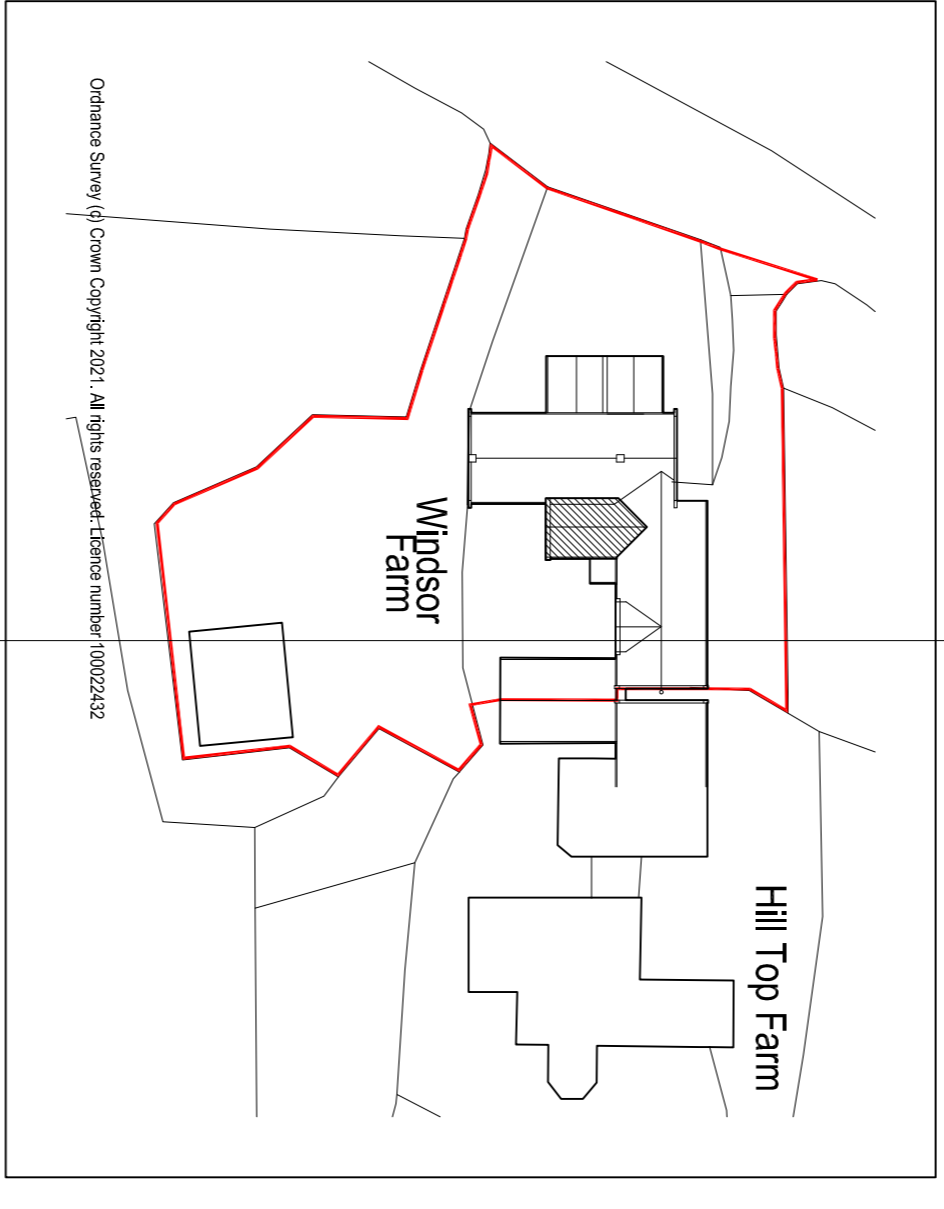 Windsor
Farm
Hill Top Farm
Ordnance Survey (c) Crown Copyright 2021. All rights reserved. Licence number 100022432